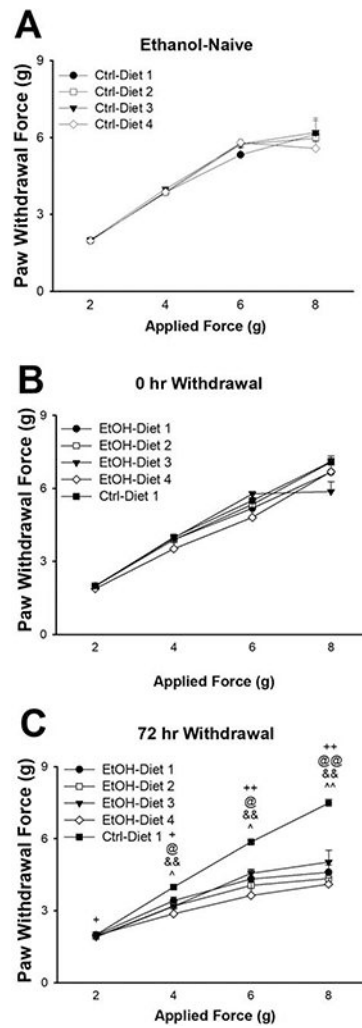 A
Ethanol-Naive
Ctrl-Diet 1
Ctrl-Diet 2
Ctrl-Diet 3
Ctrl-Diet 4
Paw Withdrawal Force (g)
9
6
3
0
2 4 6 8
Applied Force (g)
B
0 hr Withdrawal
EtOH-Diet 1
EtOH-Diet 2
EtOH-Diet 3
EtOH-Diet 4
Ctrl-Diet 1
Paw Withdrawal Force (g)
9
6
3
0
2 4 6 8
Applied Force (g)
C
72 hr Withdrawal
EtOH-Diet 1
EtOH-Diet 2
EtOH-Diet 3
EtOH-Diet 4
Ctrl-Diet 1
Paw Withdrawal Force (g)
9
6
3
0
+
+
@
&&
^
++
@
&&
^
++
@@
&&
^^
2 4 6 8
Applied Force (g)